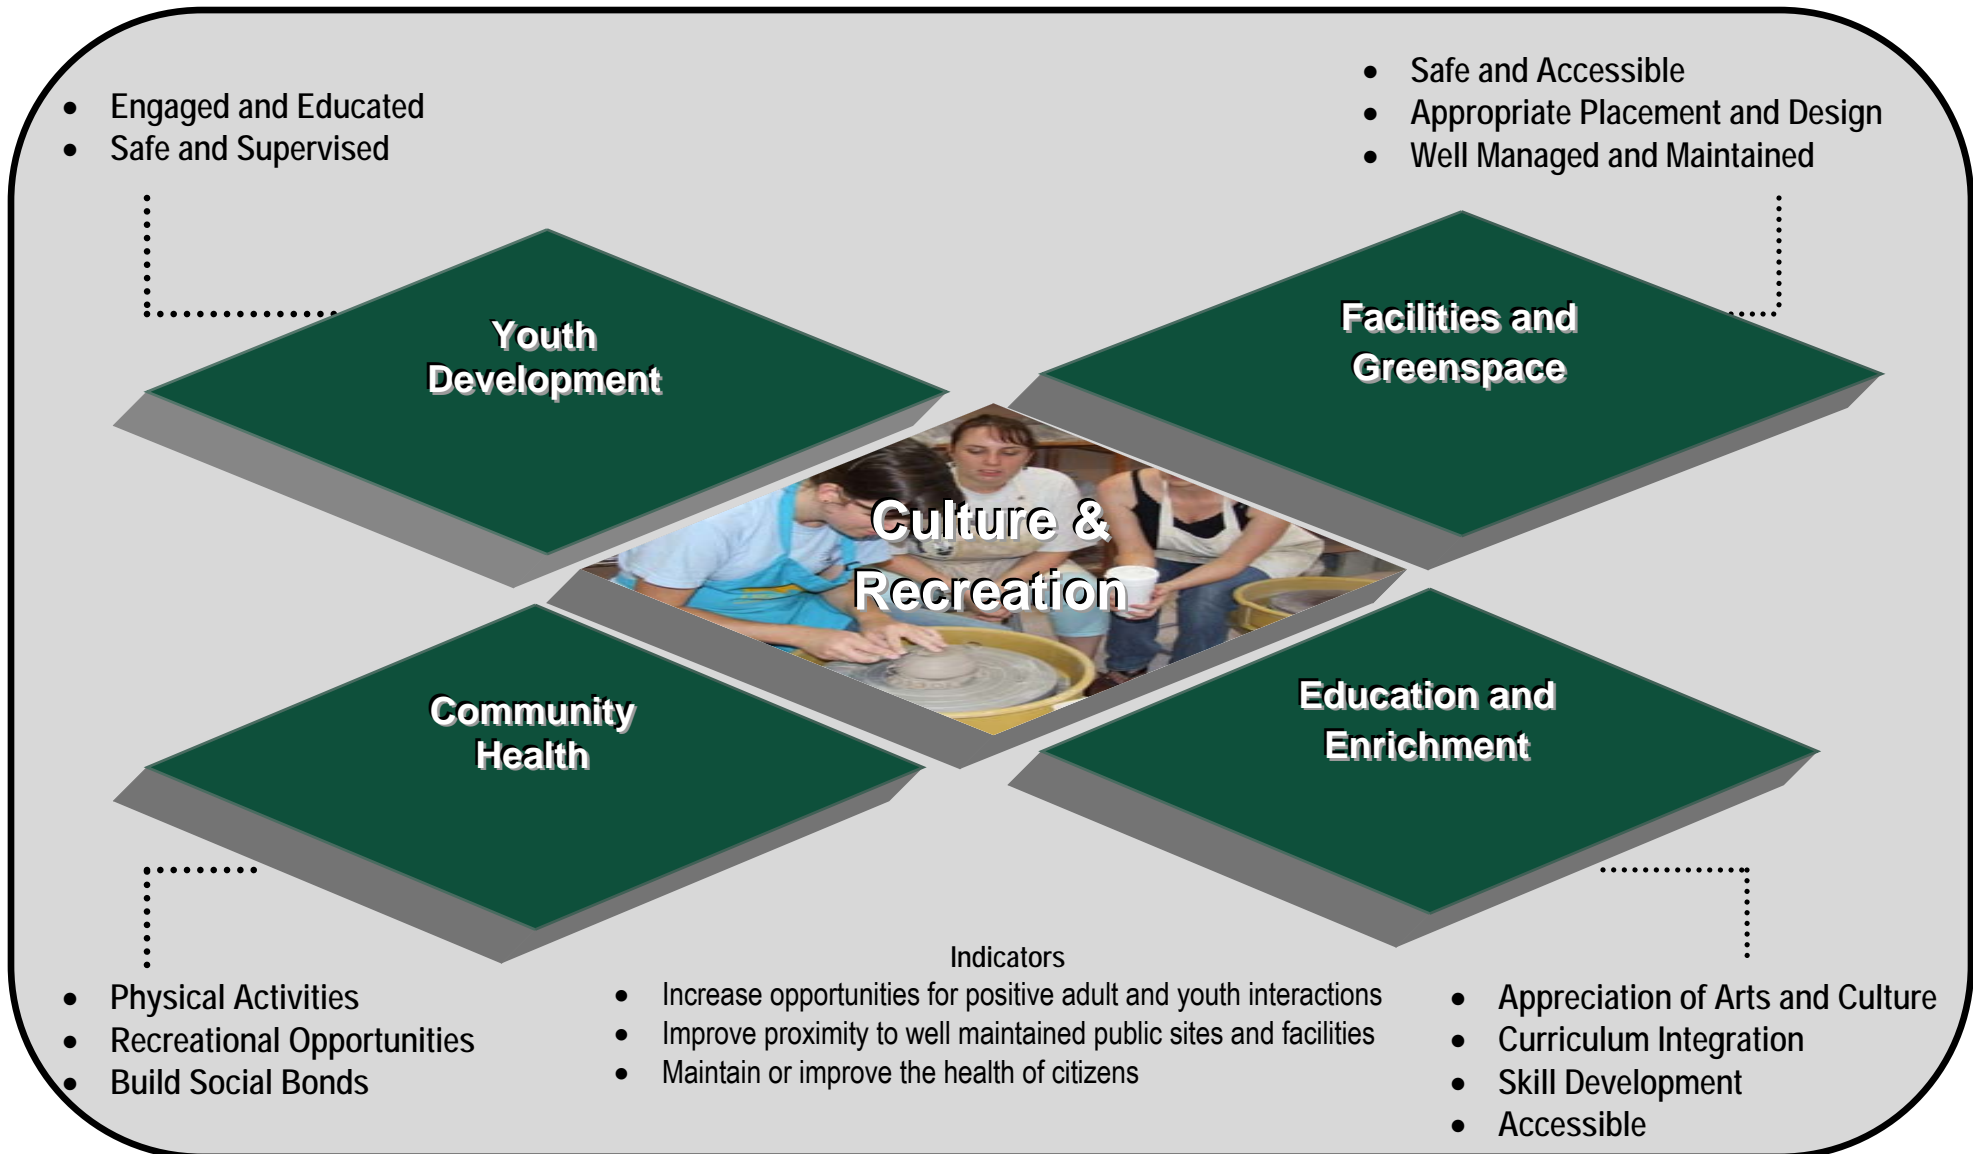 • Engaged and Educated
• Safe and Supervised
• Safe and Accessible
• Appropriate Placement and Design
• Well Managed and Maintained
Youth
Development
Facilities and
Greenspace
Culture &
Recreation
Community
Health
Education and
Enrichment
• Physical Activities
• Recreational Opportunities
• Build Social Bonds
Indicators
• Increase opportunities for positive adult and youth interactions
• Improve proximity to well maintained public sites and facilities
• Maintain or improve the health of citizens
• Appreciation of Arts and Culture
• Curriculum Integration
• Skill Development
• Accessible